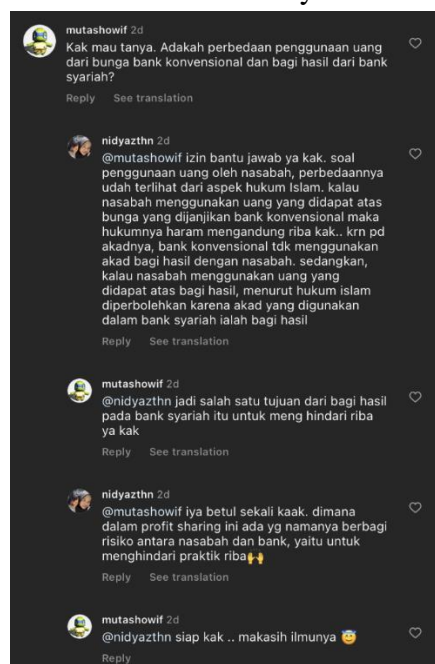 mutashowif 2d
Kak mau tanya. Adakah perbedaan penggunaan uang
dari bunga bank konvensional dan bagi hasil dari bank
syariah?
Reply See translation
nidyazthn 2d
@mutashowif izin bantu jawab ya kak. soal
penggunaan uang oleh nasabah, perbedaannya
udah terlihat dari aspek hukum Islam. kalau
nasabah menggunakan uang yang didapat atas
bunga yang dijanjikan bank konvensional maka
hukumnya haram mengandung riba kak.. krn pd
akadnya, bank konvensional tdk menggunakan
akad bagi hasil dengan nasabah. sedangkan,
kalau nasabah menggunakan uang yang
didapat atas bagi hasil, menurut hukum islam
diperbolehkan karena akad yang digunakan
dalam bank syariah ialah bagi hasil
Reply See translation
mutashowif 2d
@nidyazthn jadi salah satu tujuan dari bagi hasil
pada bank syariah itu untuk meng hindari riba
ya kak
Reply See translation
nidyazthn 2d
@mutashowif iya betul sekali kaak. dimana
dalam profit sharing ini ada yg namanya berbagi
risiko antara nasabah dan bank, yaitu untuk
menghindari praktik riba🙌
Reply See translation
mutashowif 2d
@nidyazthn siap kak .. makasih ilmunya 😇
Reply